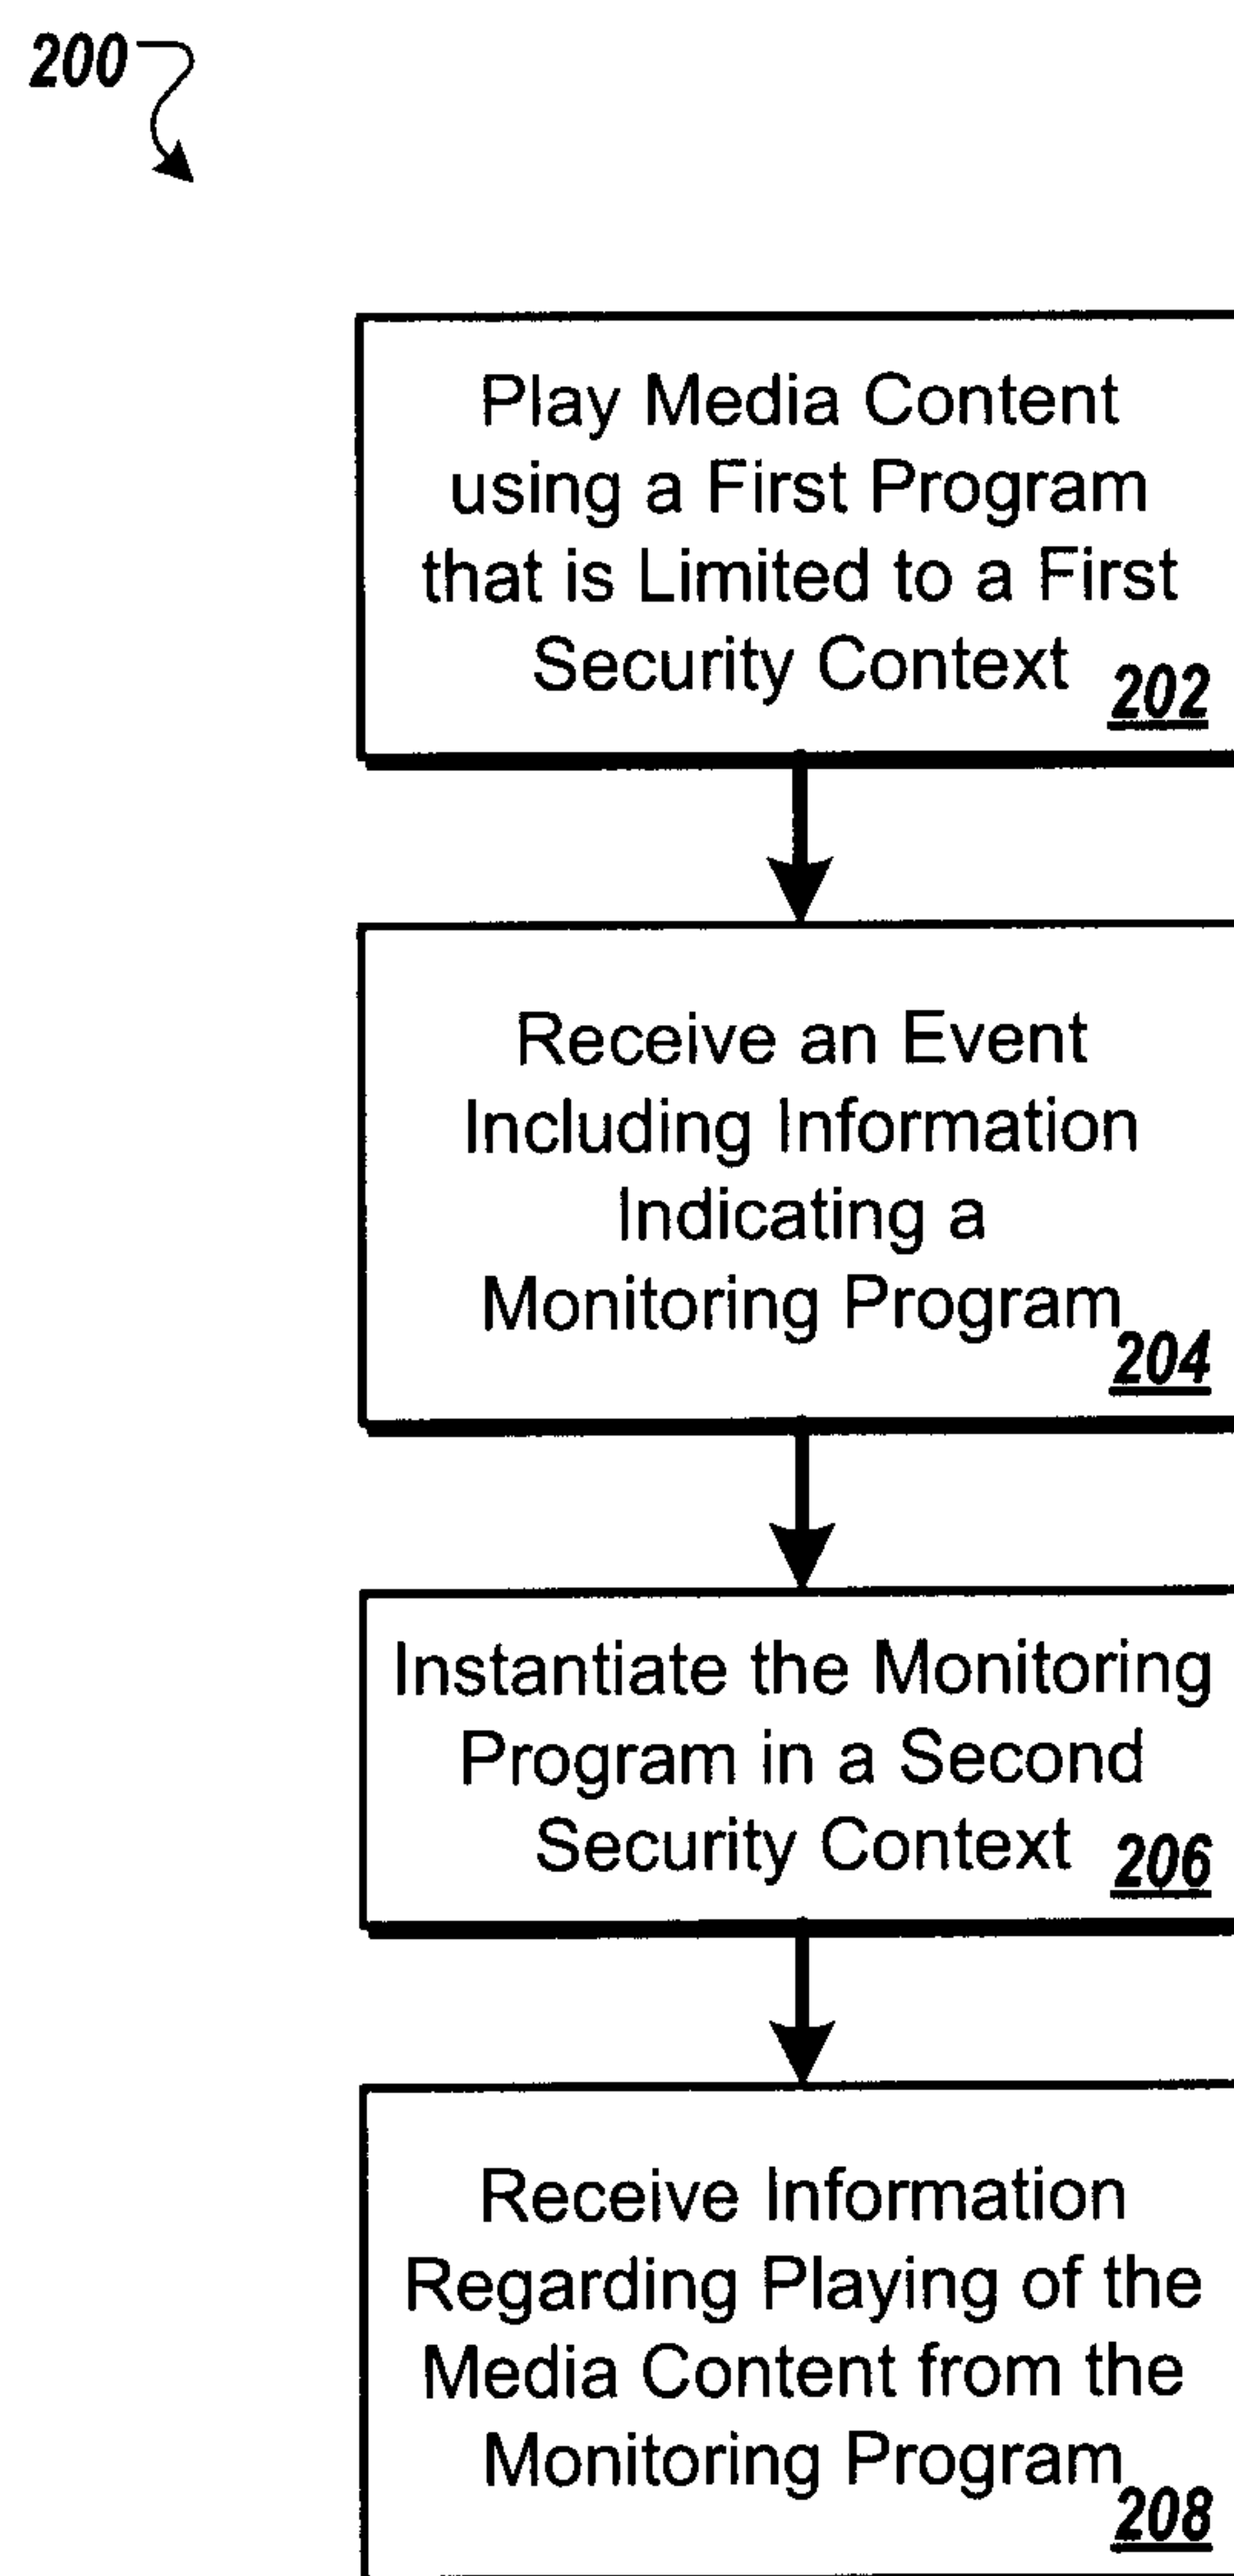 200
Play Media Content
using a First Program
that is Limited to a First
Security Context 202
Receive an Event
Including Information
Indicating a
Monitoring Program
204
Instantiate the Monitoring
Program in a Second
Security Context 206
Receive Information
Regarding Playing of the
Media Content from the
Monitoring Program
208